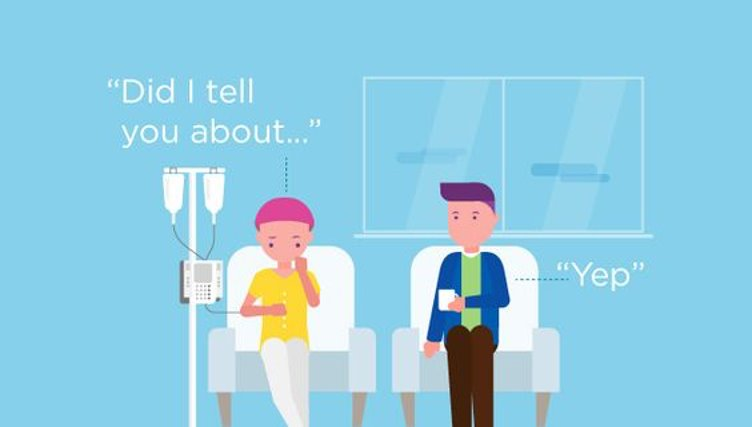 “Did I tell
you about...”
“Yep”